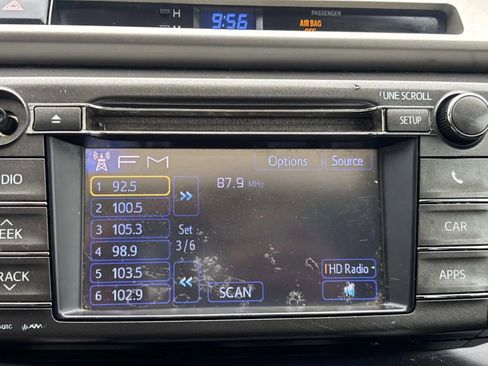 H
M
9:56
PASSENGER
AIR BAG
OFF
TUNE SCROLL
SETUP
FM
Options
Source
1 92.5
87.9 MHz
2 100.5
3 105.3
Set
4 98.9
3/6
5 103.5
HD Radio
6 102.9
SCAN
CAR
APPS
DIO
EEK
TRACK